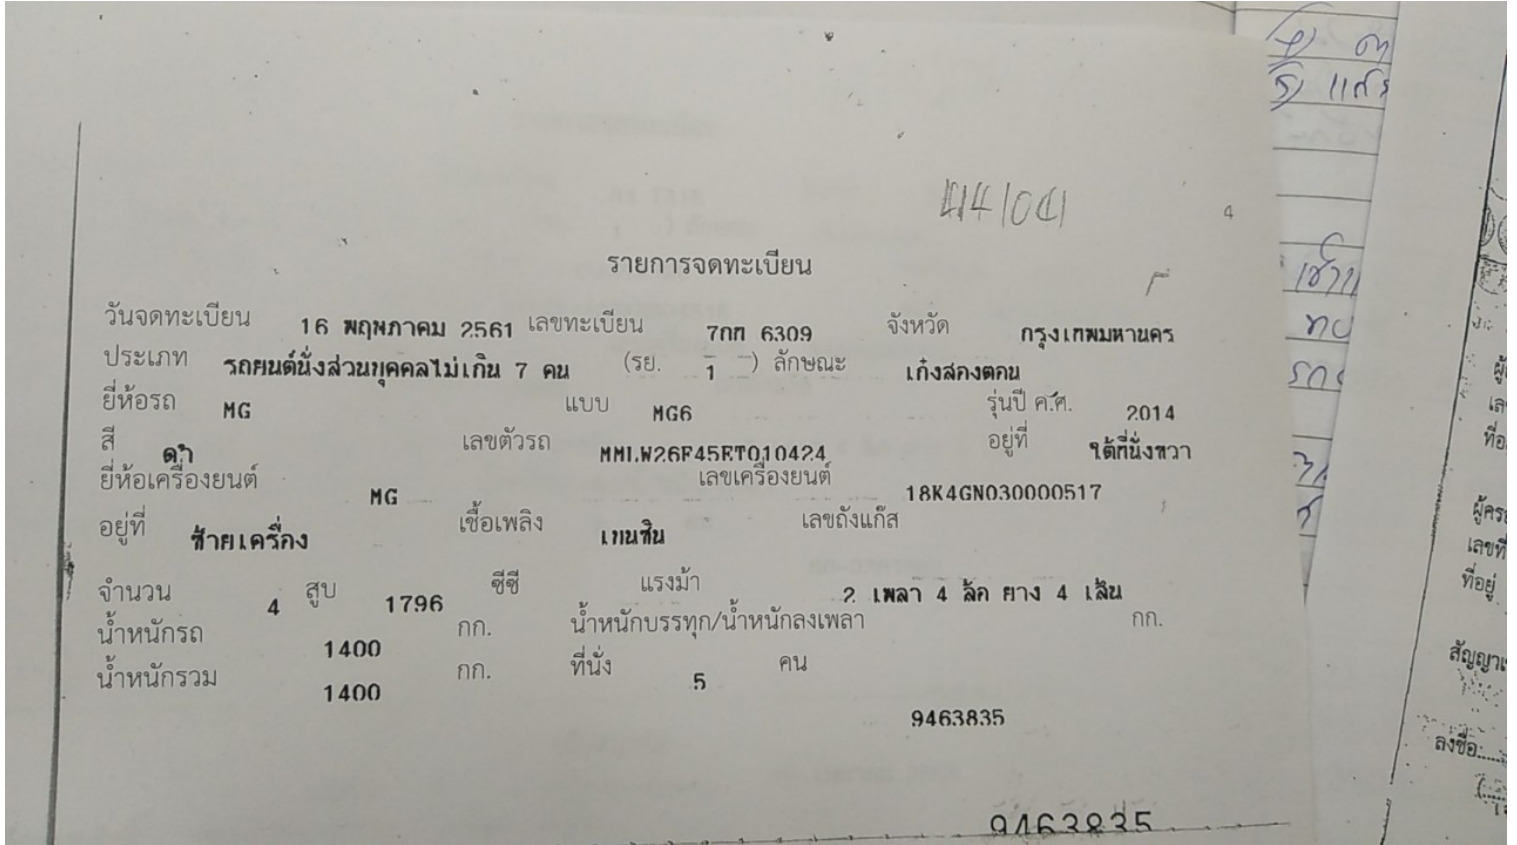 4
รายการจดทะเบียน
วันจดทะเบียน 16 พฤษภาคม 2561 เลขทะเบียน 7กก 6309 จังหวัด กรุงเทพมหานคร
ประเภท รถยนต์นั่งส่วนบุคคลไม่เกิน 7 คน (รย. 1 ) ลักษณะ เก๋งสองตอน
ยี่ห้อรถ MG แบบ MG6 รุ่นปี ค.ศ. 2014
สี ดำ เลขตัวรถ MMLW26F45ET010424 อยู่ที่ ใต้ที่นั่งขวา
ยี่ห้อเครื่องยนต์ MG เลขเครื่องยนต์ 18K4GN030000517
อยู่ที่ ซ้ายเครื่อง เชื้อเพลิง เบนซิน เลขถังแก๊ส
จำนวน 4 สูบ 1796 ซีซี แรงม้า 2 เพลา 4 ล้อ ยาง 4 เส้น
น้ำหนักรถ 1400 กก. น้ำหนักบรรทุก/น้ำหนักลงเพลา กก.
น้ำหนักรวม 1400 กก. ที่นั่ง 5 คน
9463835
9463835
ที่อยู่
ลงชื่อ